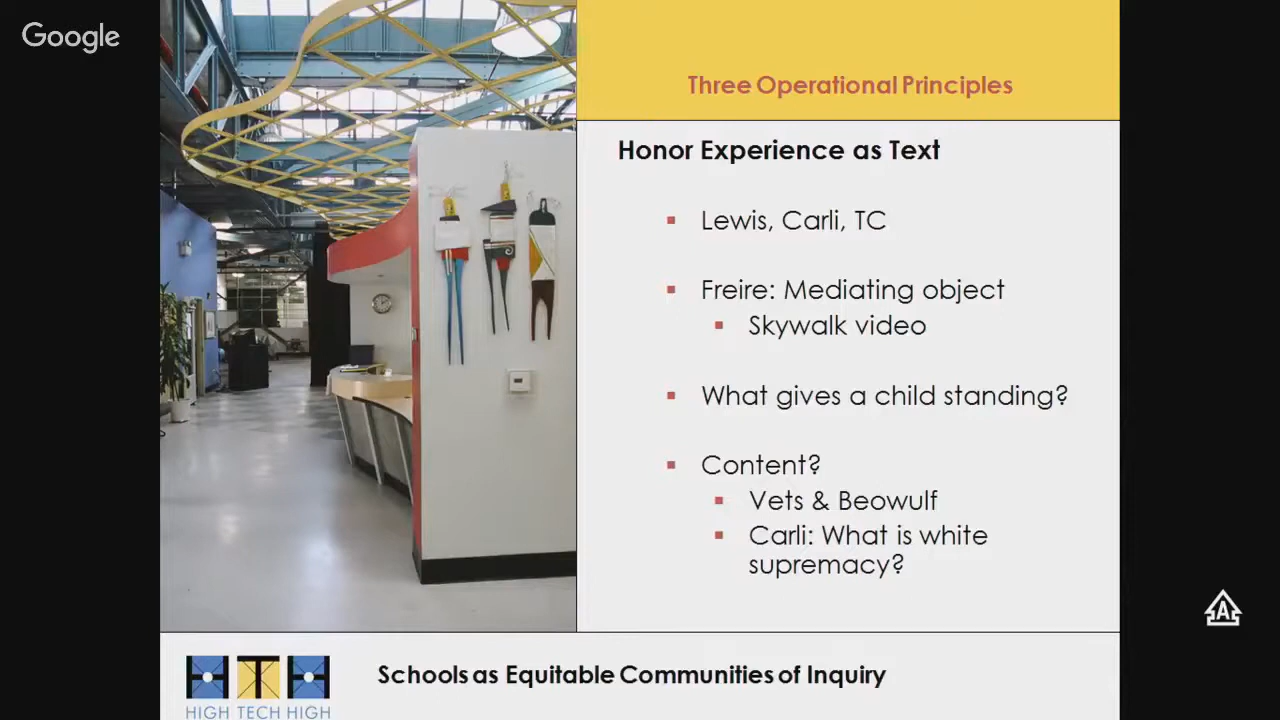 Google
Three Operational Principles
Honor Experience as Text
Lewis, Carli, TC
Freire: Mediating object
Skywalk video
What gives a child standing?
Content?
Vets & Beowulf
Carli: What is white
supremacy?
A
HTH
HIGH TECH HIGH
Schools as Equitable Communities of Inquiry